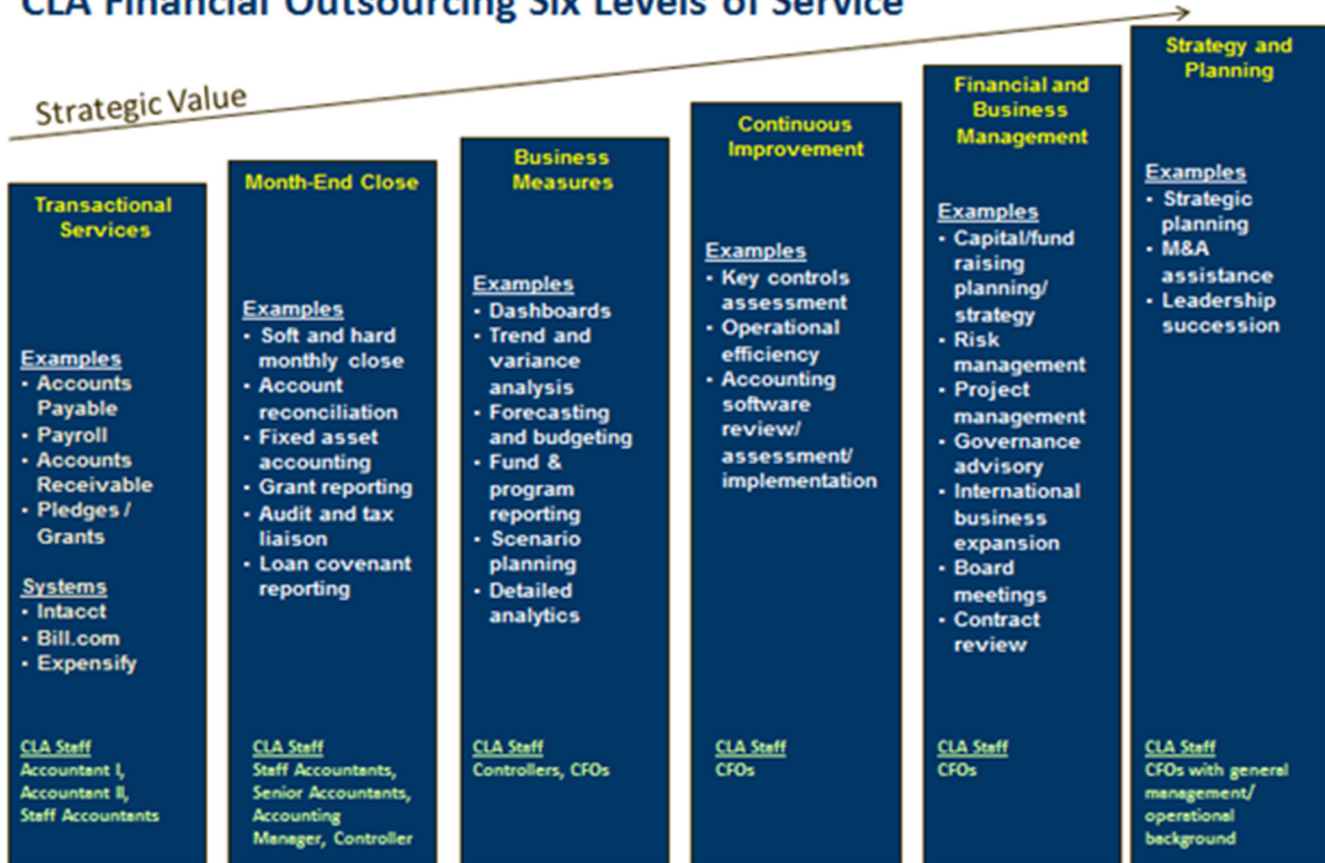 CLA Financial Outsourcing Six Levels of Service
Strategic Value
Transactional
Services
Examples
• Accounts
Payable
• Payroll
• Accounts
Receivable
• Pledges /
Grants
Systems
• Intacct
• Bill.com
• Expensify
CLA Staff
Accountant I,
Accountant II,
Staff Accountants
Month-End Close
Examples
• Soft and hard
monthly close
• Account
reconciliation
• Fixed asset
accounting
• Grant reporting
• Audit and tax
liaison
• Loan covenant
reporting
CLA Staff
Staff Accountants,
Senior Accountants,
Accounting
Manager, Controller
Business
Measures
Examples
• Dashboards
• Trend and
variance
analysis
• Forecasting
and budgeting
• Fund &
program
reporting
• Scenario
planning
• Detailed
analytics
CLA Staff
Controllers, CFOs
Continuous
Improvement
Examples
• Key controls
assessment
• Operational
efficiency
• Accounting
software
review/
assessment/
implementation
CLA Staff
CFOs
Financial and
Business
Management
Examples
• Capital/fund
raising
planning/
strategy
• Risk
management
• Project
management
• Governance
advisory
• International
business
expansion
• Board
meetings
• Contract
review
CLA Staff
CFOs
Strategy and
Planning
Examples
• Strategic
planning
• M&A
assistance
• Leadership
succession
CLA Staff
CFOs with general
management/
operational
background